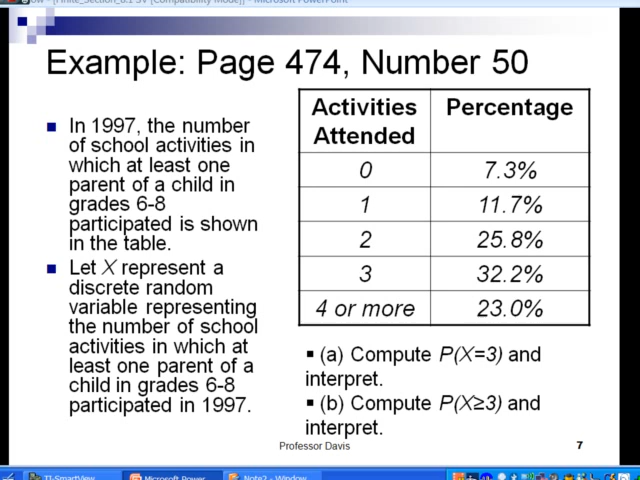 [Finite_Section_8.1 SV [Compatibility Mode]] - Microsoft PowerPoint
Example: Page 474, Number 50
In 1997, the number
of school activities in
which at least one
parent of a child in
grades 6-8
participated is shown
in the table.
Let X represent a
discrete random
variable representing
the number of school
activities in which at
least one parent of a
child in grades 6-8
participated in 1997.
Activities Attended Percentage
0 7.3%
1 11.7%
2 25.8%
3 32.2%
4 or more 23.0%
(a) Compute P(X=3) and
interpret.
(b) Compute P(X≥3) and
interpret.
Professor Davis
7
TI-SmartView
Microsoft Power
Note2 - Window